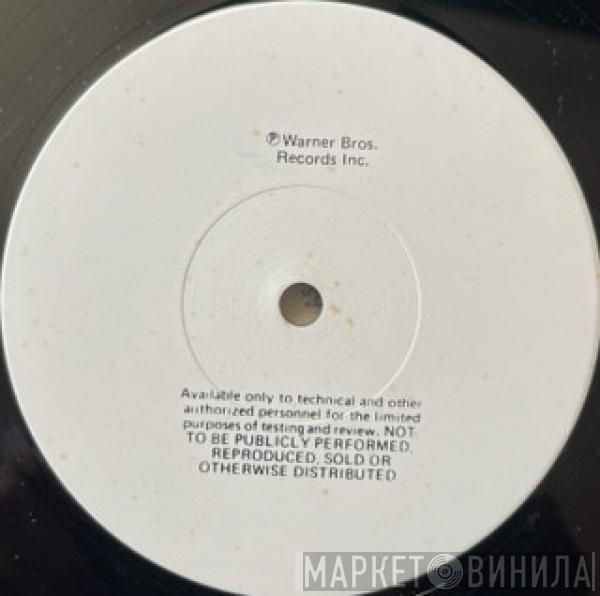 ℗ Warner Bros.
Records Inc.
Available only to technical and other
authorized personnel for the limited
purposes of testing and review. NOT
TO BE PUBLICLY PERFORMED,
REPRODUCED, SOLD OR
OTHERWISE DISTRIBUTED.
МАРКЕТ ВИНИЛА